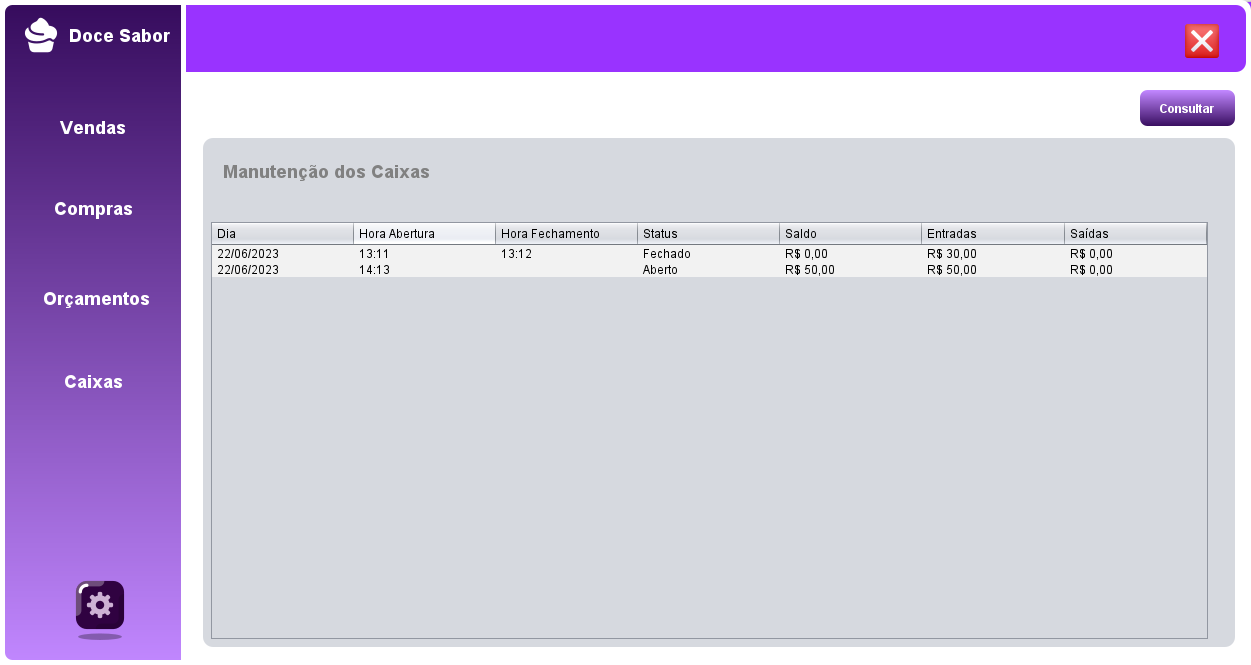 Doce Sabor
Vendas
Compras
Orçamentos
Caixas
Consultar
Manutenção dos Caixas
Dia Hora Abertura Hora Fechamento Status Saldo Entradas Saídas
22/06/2023 13:11 13:12 Fechado R$ 0,00 R$ 30,00 R$ 0,00
22/06/2023 14:13 Aberto R$ 50,00 R$ 50,00 R$ 0,00